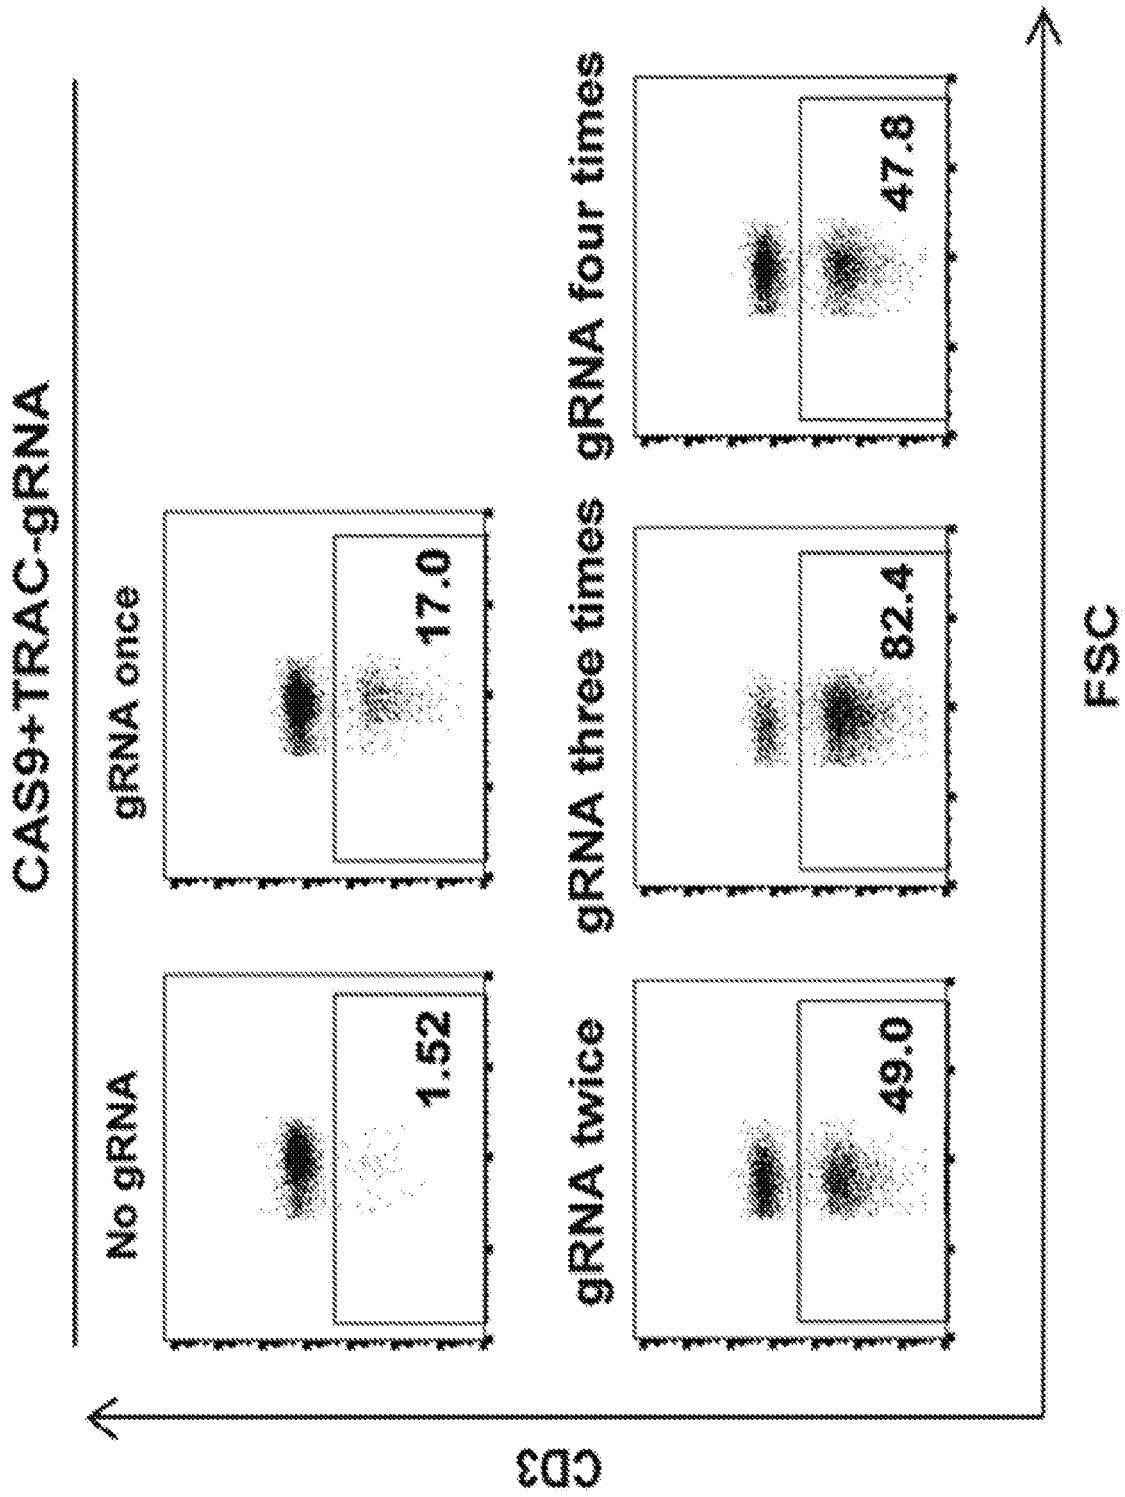 CAS9+TRAC-gRNA
No gRNA
gRNA once
1.52
17.0
gRNA twice
gRNA three times
gRNA four times
49.0
82.4
47.8
CD3
FSC